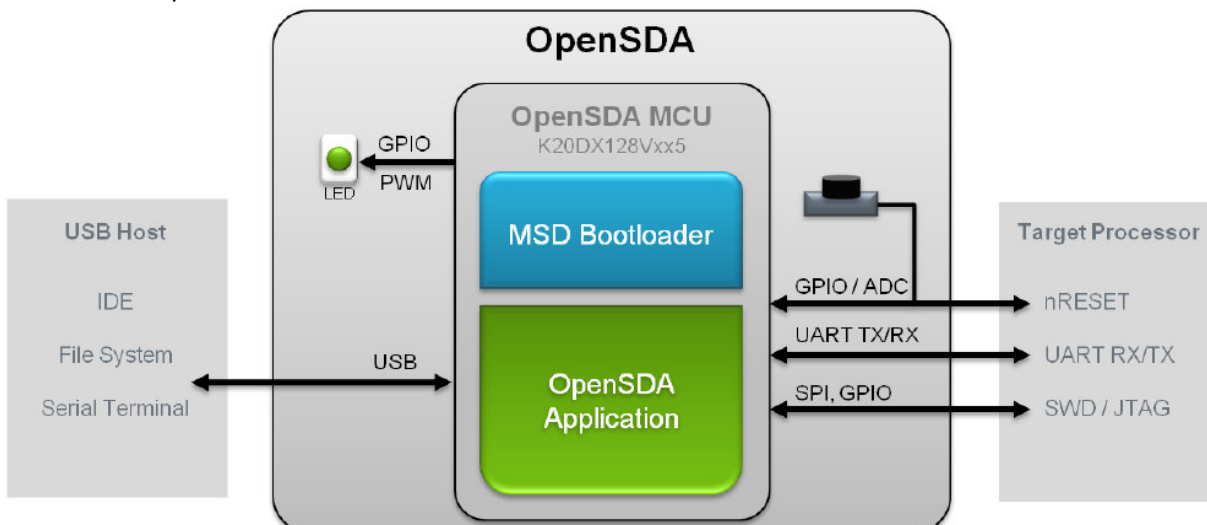 OpenSDA
OpenSDA MCU
K20DX128Vxx5
GPIO
PWM
LED
MSD Bootloader
USB Host
IDE
File System
Serial Terminal
USB
OpenSDA
Application
GPIO / ADC
UART TX/RX
SPI, GPIO
Target Processor
nRESET
UART RX/TX
SWD / JTAG